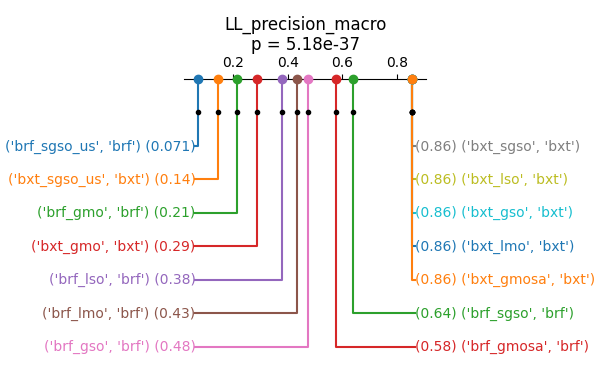 LL_precision_macro
p = 5.18e-37
0.2 0.4 0.6 0.8
('brf_sgso_us', 'brf') (0.071)
('bxt_sgso_us', 'bxt') (0.14)
('brf_gmo', 'brf') (0.21)
('bxt_gmo', 'bxt') (0.29)
('brf_lso', 'brf') (0.38)
('brf_lmo', 'brf') (0.43)
('brf_gso', 'brf') (0.48)
(0.86) ('bxt_sgso', 'bxt')
(0.86) ('bxt_lso', 'bxt')
(0.86) ('bxt_gso', 'bxt')
(0.86) ('bxt_lmo', 'bxt')
(0.86) ('bxt_gmosa', 'bxt')
(0.64) ('brf_sgso', 'brf')
(0.58) ('brf_gmosa', 'brf')